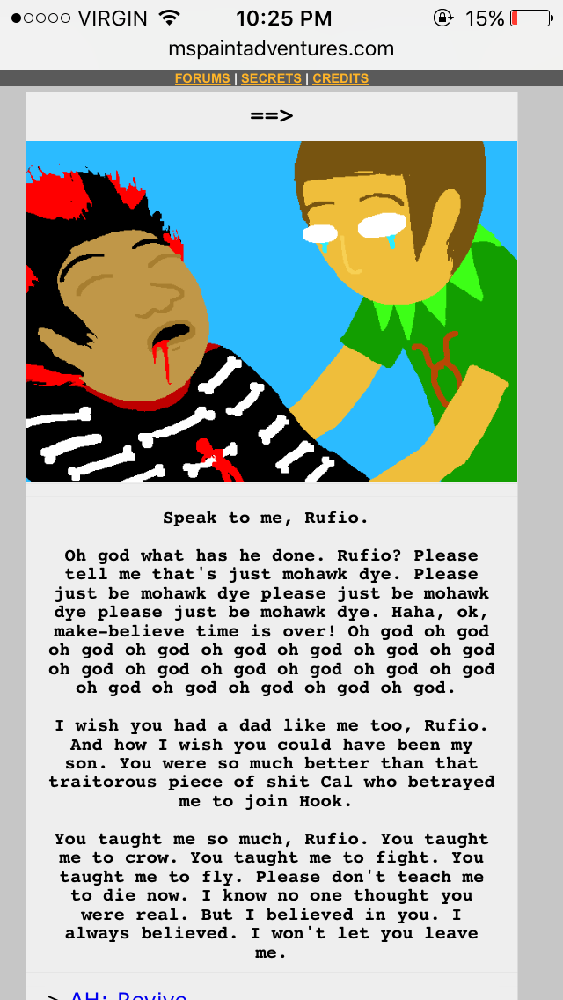 VIRGIN 10:25 PM 15%
mspaintadventures.com
FORUMS | SECRETS | CREDITS
==>
Speak to me, Rufio.
Oh god what has he done. Rufio? Please
tell me that's just mohawk dye. Please
just be mohawk dye please just be mohawk
dye please just be mohawk dye. Haha, ok,
make-believe time is over! Oh god oh god
oh god oh god oh god oh god oh god oh god
oh god oh god oh god oh god oh god oh god
oh god oh god oh god oh god oh god.
I wish you had a dad like me too, Rufio.
And how I wish you could have been my
son. You were so much better than that
traitorous piece of shit Cal who betrayed
me to join Hook.
You taught me so much, Rufio. You taught
me to crow. You taught me to fight. You
taught me to fly. Please don't teach me
to die now. I know no one thought you
were real. But I believed in you. I
always believed. I won't let you leave
me.
> AH: Revive